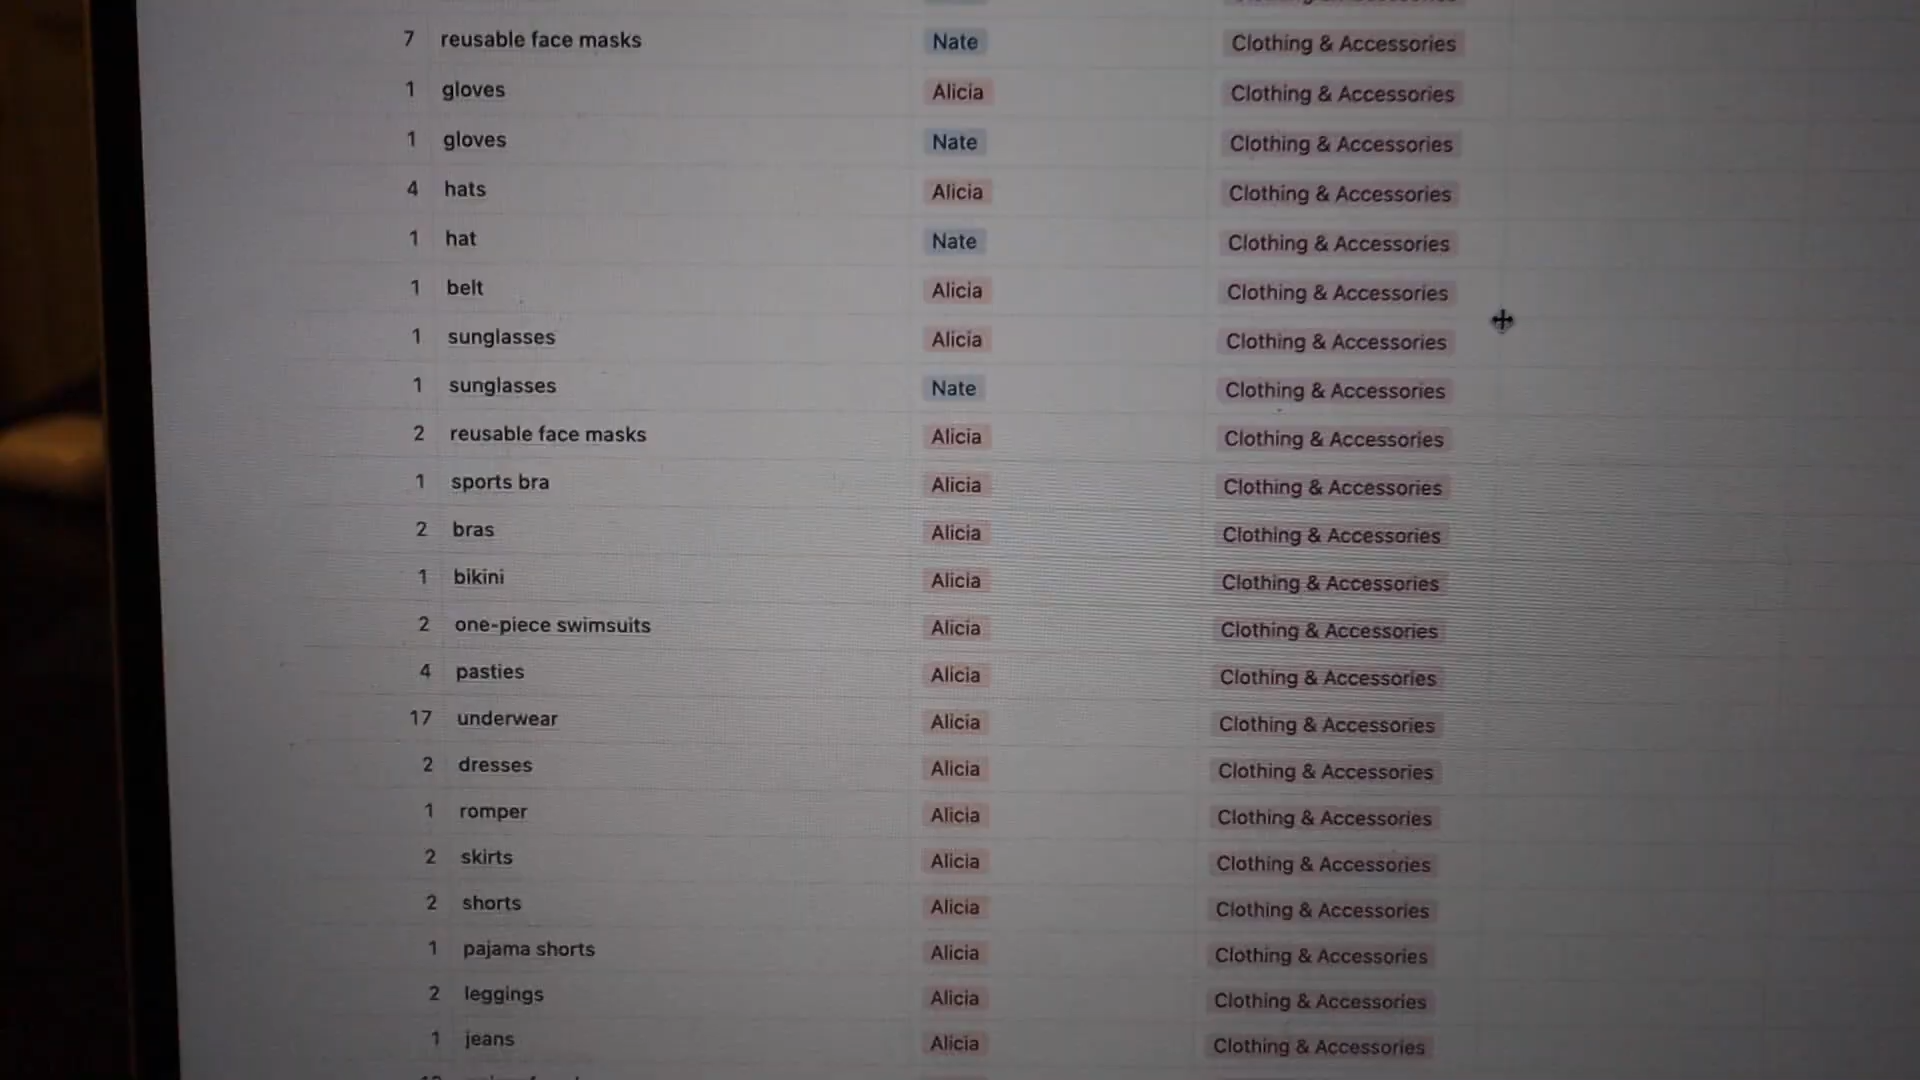 7 reusable face masks Nate Clothing & Accessories
1 gloves Alicia Clothing & Accessories
1 gloves Nate Clothing & Accessories
4 hats Alicia Clothing & Accessories
1 hat Nate Clothing & Accessories
1 belt Alicia Clothing & Accessories
1 sunglasses Alicia Clothing & Accessories
1 sunglasses Nate Clothing & Accessories
2 reusable face masks Alicia Clothing & Accessories
1 sports bra Alicia Clothing & Accessories
2 bras Alicia Clothing & Accessories
1 bikini Alicia Clothing & Accessories
2 one-piece swimsuits Alicia Clothing & Accessories
4 pasties Alicia Clothing & Accessories
17 underwear Alicia Clothing & Accessories
2 dresses Alicia Clothing & Accessories
1 romper Alicia Clothing & Accessories
2 skirts Alicia Clothing & Accessories
2 shorts Alicia Clothing & Accessories
1 pajama shorts Alicia Clothing & Accessories
2 leggings Alicia Clothing & Accessories
1 jeans Alicia Clothing & Accessories